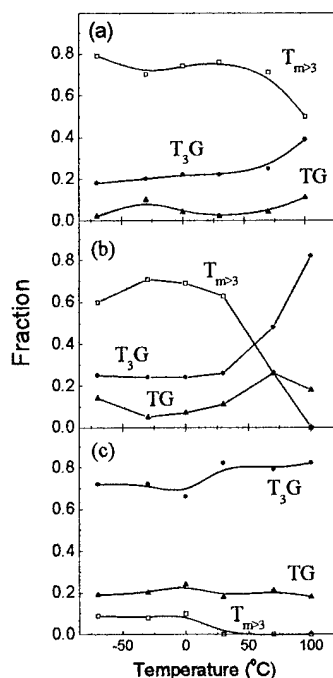 (a)
T_{m>3}
T_3G
TG
0.8
0.6
0.4
0.2
0.0
(b)
T_{m>3}
T_3G
TG
0.8
0.6
0.4
0.2
0.0
(c)
T_3G
TG
T_{m>3}
0.8
0.6
0.4
0.2
0.0
-50 0 50 100
Fraction
Temperature (°C)